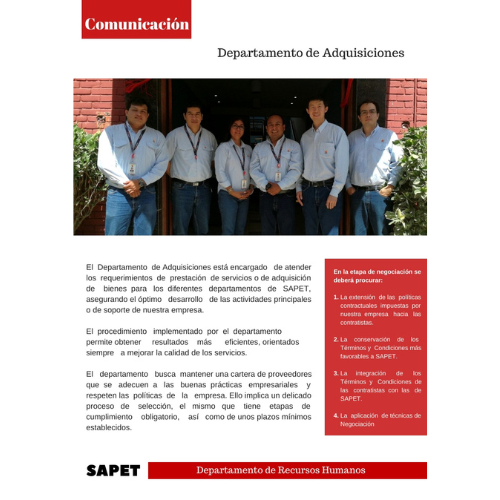 Comunicación
Departamento de Adquisiciones
El Departamento de Adquisiciones está encargado de atender
los requerimientos de prestación de servicios o de adquisición
de bienes para los diferentes departamentos de SAPET,
asegurando el óptimo desarrollo de las actividades principales
o de soporte de nuestra empresa.
El procedimiento implementado por el departamento
permite obtener resultados más eficientes, orientados
siempre a mejorar la calidad de los servicios.
El departamento busca mantener una cartera de proveedores
que se adecuen a las buenas prácticas empresariales y
respeten las políticas de la empresa. Ello implica un delicado
proceso de selección, el mismo que tiene etapas de
cumplimiento obligatorio, así como de unos plazos mínimos
establecidos.
En la etapa de negociación se
deberá procurar:
1. La extensión de las políticas
contractuales impuestas por
nuestra empresa hacia las
contratistas.
2. La conservación de los
Términos y Condiciones más
favorables a SAPET.
3. La integración de los
Términos y Condiciones de
las contratistas con las de
SAPET.
4. La aplicación de técnicas de
Negociación
SAPET
Departamento de Recursos Humanos